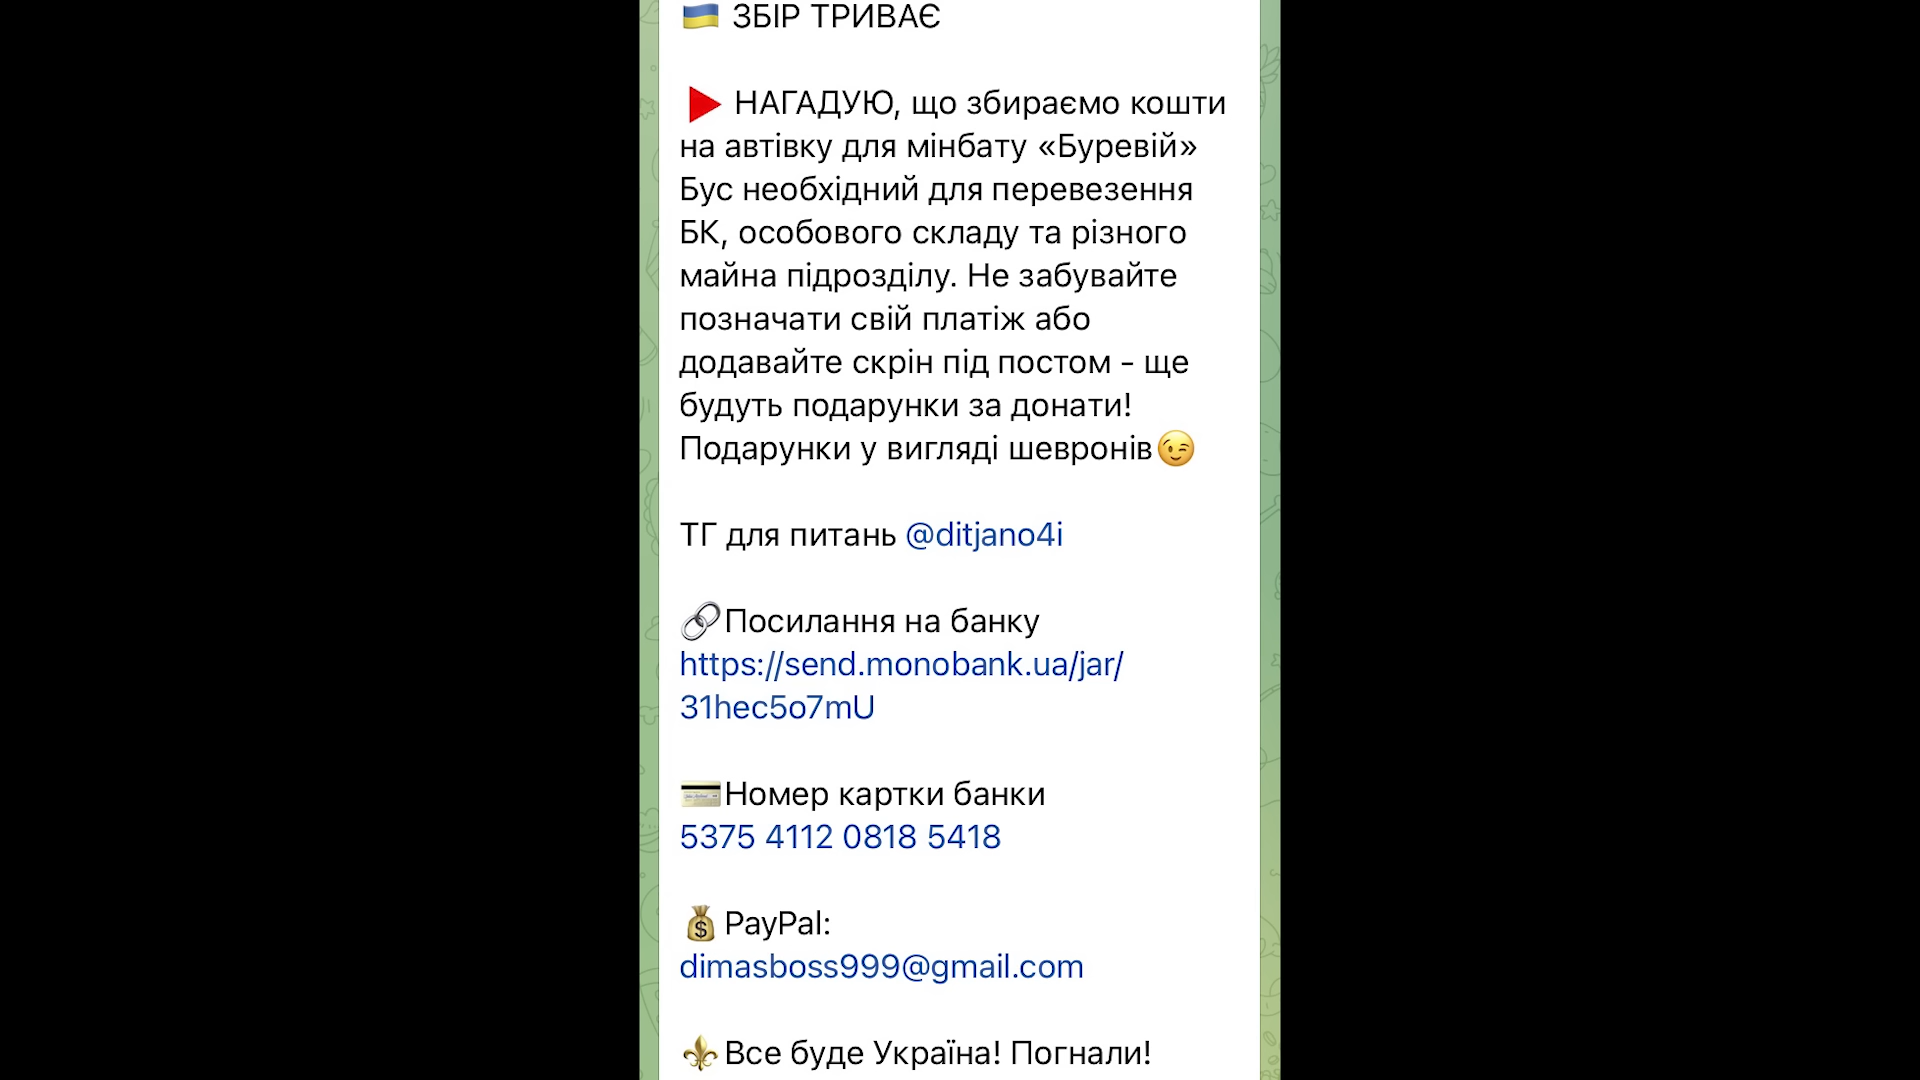 🇺🇦 ЗБІР ТРИВАЄ
▶️ НАГАДУЮ, що збираємо кошти
на автівку для мінбату «Буревій»
Бус необхідний для перевезення
БК, особового складу та різного
майна підрозділу. Не забувайте
позначати свій платіж або
додавайте скрін під постом - ще
будуть подарунки за донати!
Подарунки у вигляді шевронів😉
ТГ для питань @ditjano4i
🔗Посилання на банку
https://send.monobank.ua/jar/
31hec5o7mU
💳Номер картки банки
5375 4112 0818 5418
💰PayPal:
dimasboss999@gmail.com
⚜️Все буде Україна! Погнали!